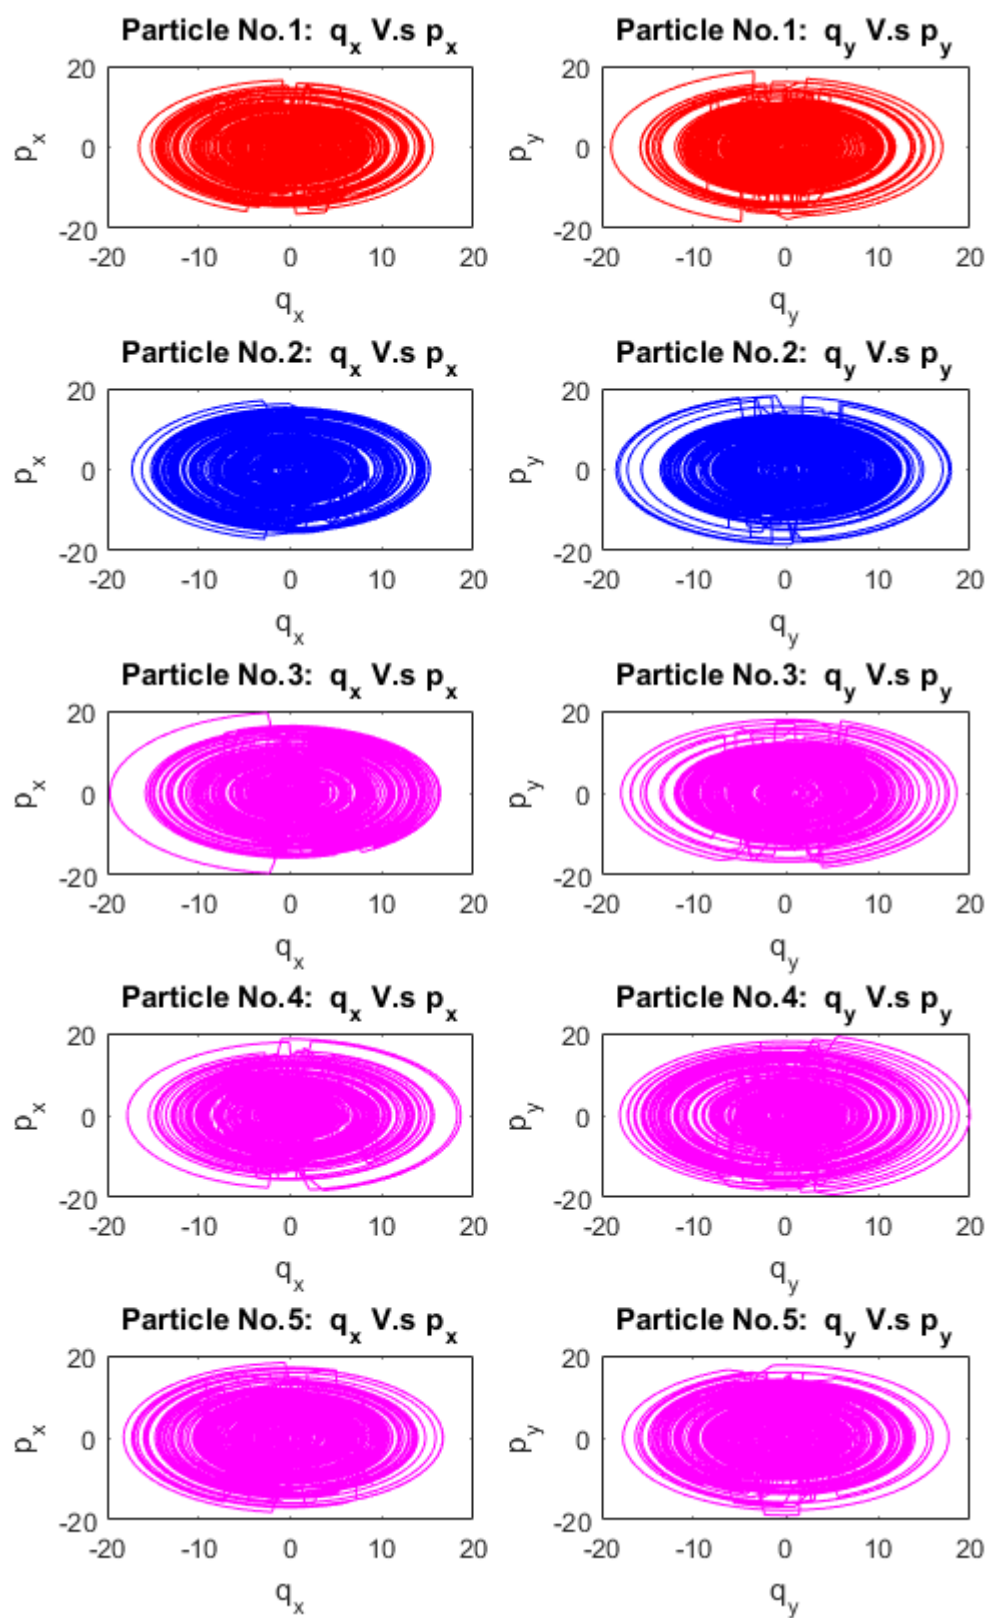 Particle No.1:  q_x V.s p_x
Particle No.1:  q_y V.s p_y
20
0
-20
p_x
-20 -10 0 10 20
q_x
20
0
-20
p_y
-20 -10 0 10 20
q_y
Particle No.2:  q_x V.s p_x
Particle No.2:  q_y V.s p_y
20
0
-20
p_x
-20 -10 0 10 20
q_x
20
0
-20
p_y
-20 -10 0 10 20
q_y
Particle No.3:  q_x V.s p_x
Particle No.3:  q_y V.s p_y
20
0
-20
p_x
-20 -10 0 10 20
q_x
20
0
-20
p_y
-20 -10 0 10 20
q_y
Particle No.4:  q_x V.s p_x
Particle No.4:  q_y V.s p_y
20
0
-20
p_x
-20 -10 0 10 20
q_x
20
0
-20
p_y
-20 -10 0 10 20
q_y
Particle No.5:  q_x V.s p_x
Particle No.5:  q_y V.s p_y
20
0
-20
p_x
-20 -10 0 10 20
q_x
20
0
-20
p_y
-20 -10 0 10 20
q_y